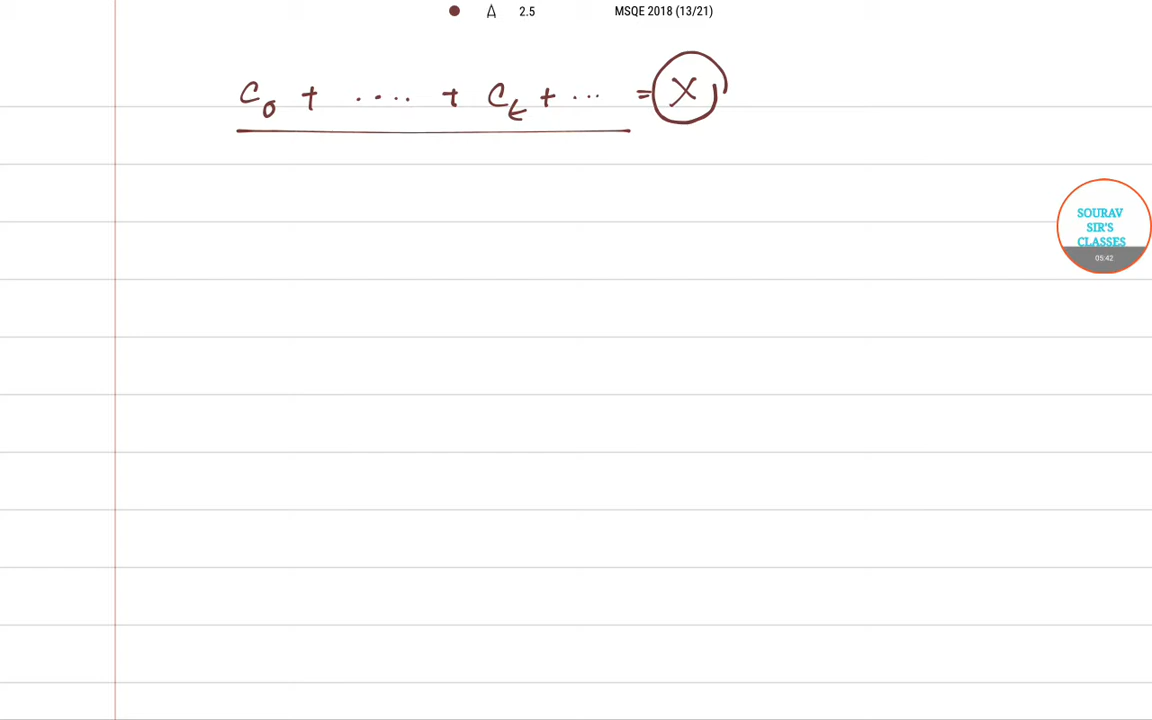 2.5 MSQE 2018 (13/21)
C₀ + .... + Cₜ + ... = X
SOURAV
SIR'S
CLASSES
05:42